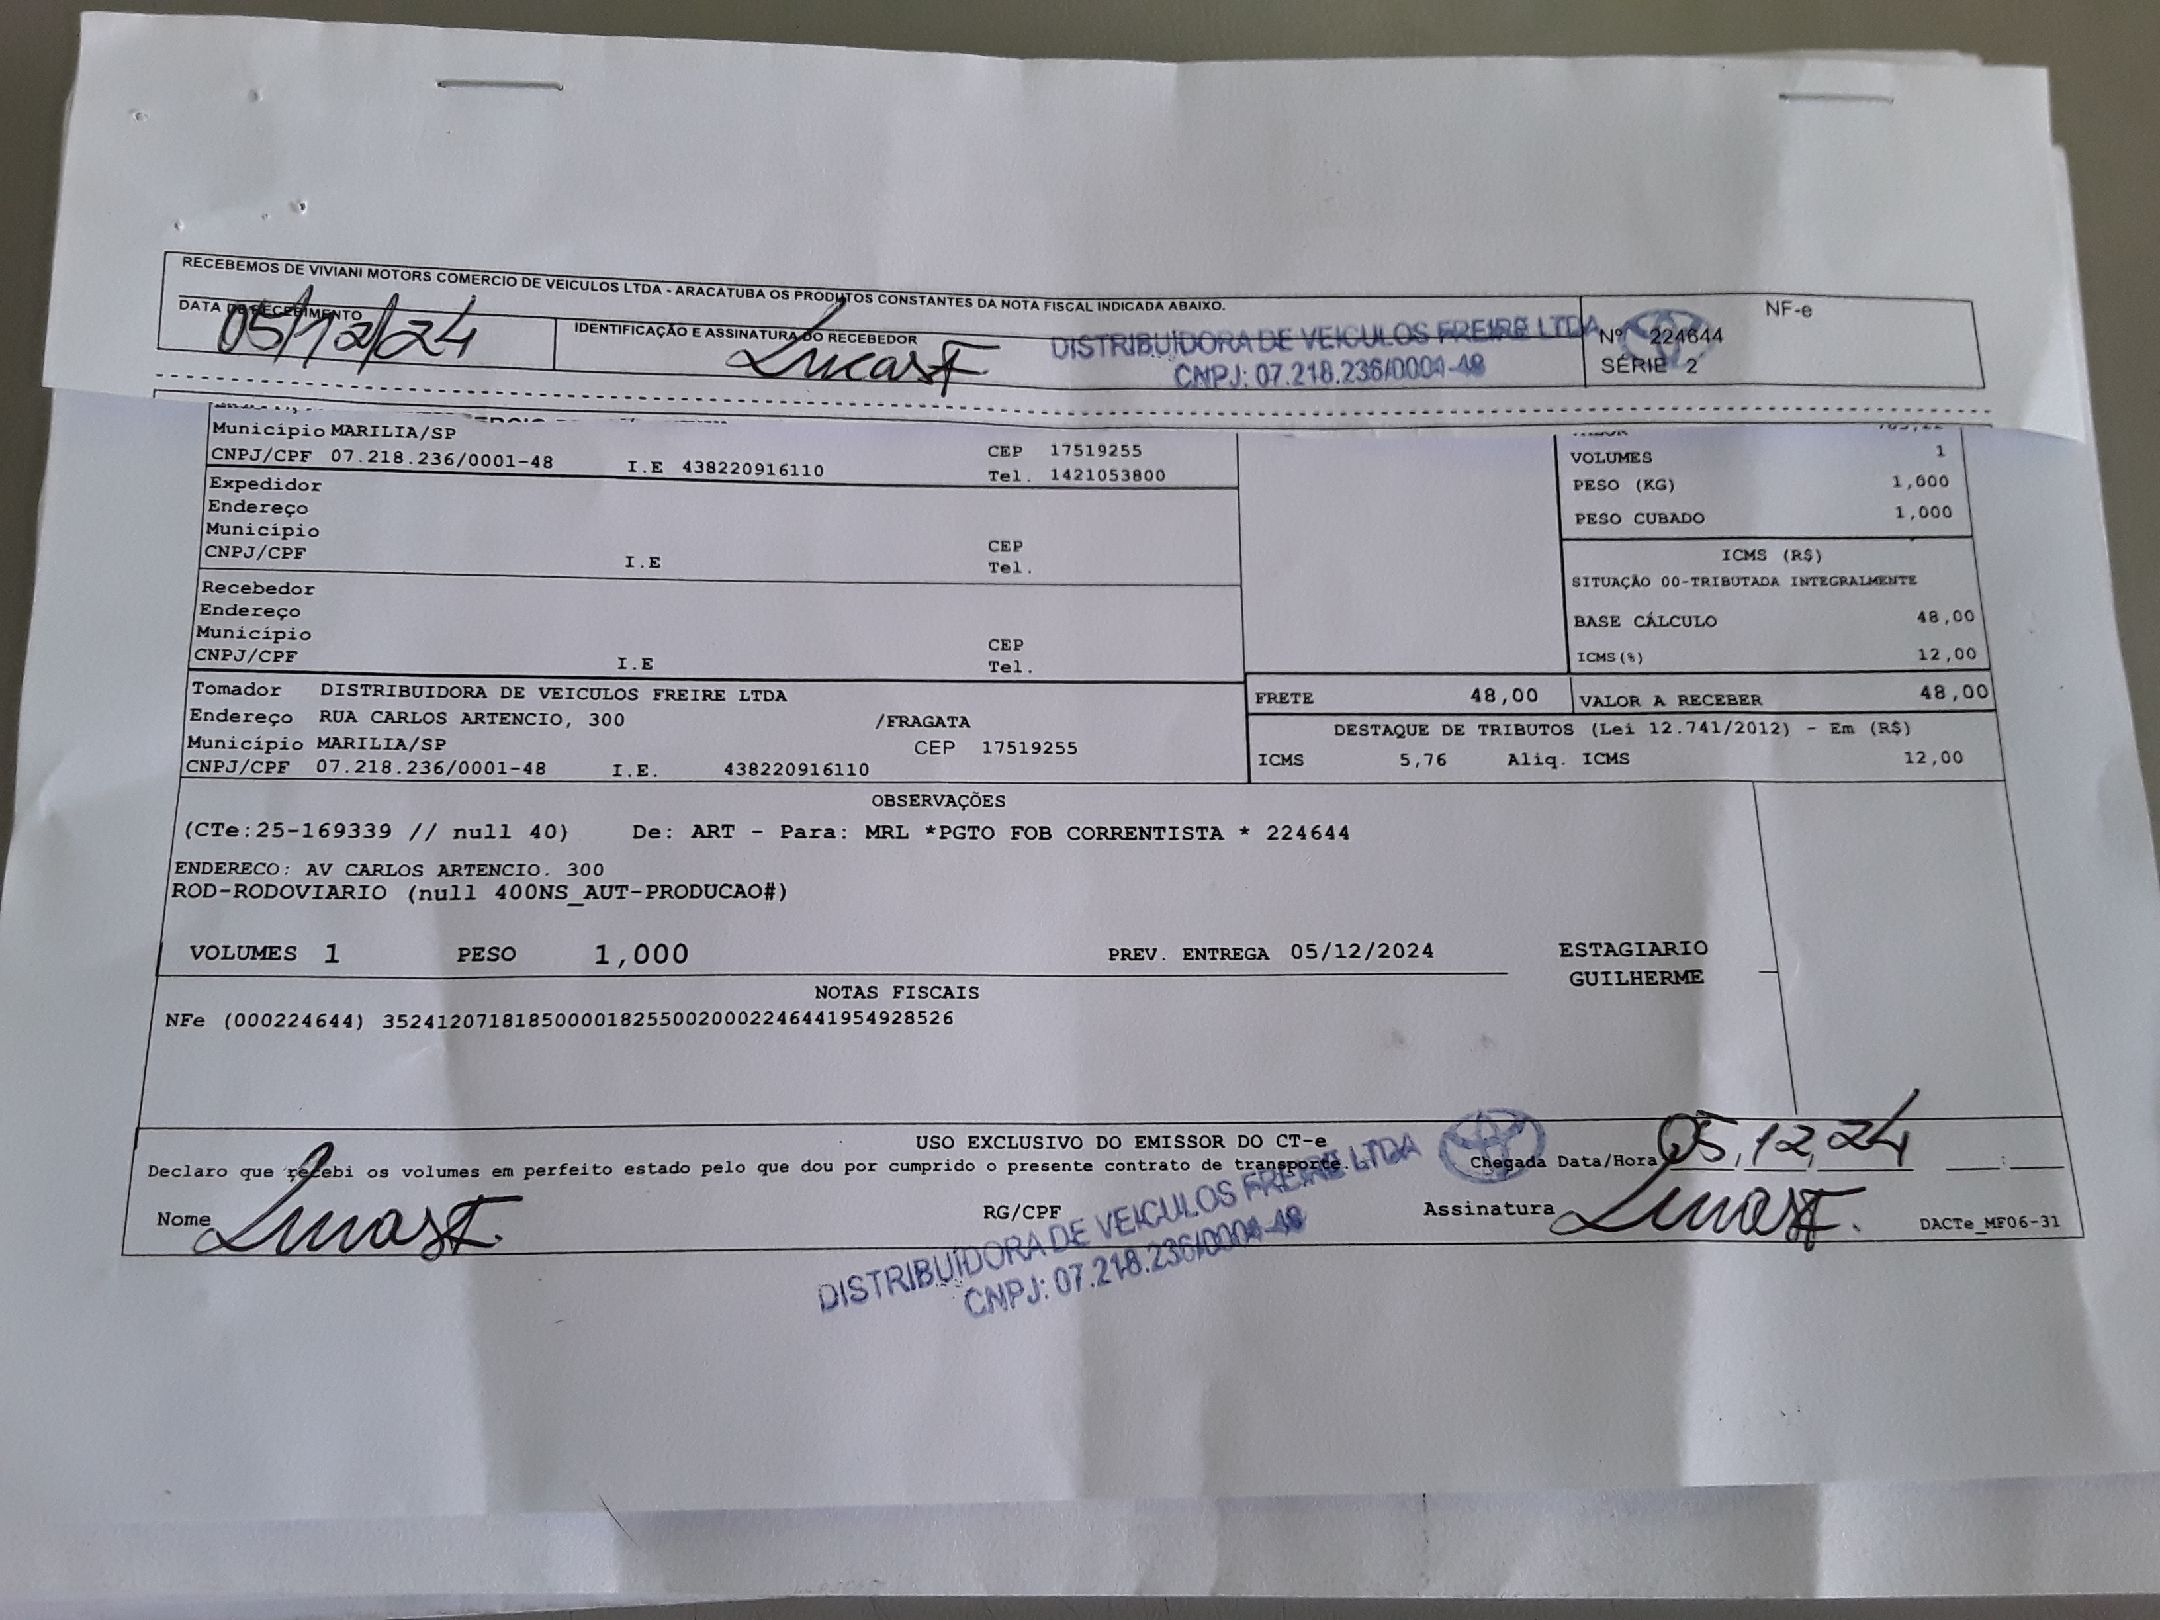 RECEBEMOS DE VIVIANI MOTORS COMERCIO DE VEICULOS LTDA - ARACATUBA OS PRODUTOS CONSTANTES DA NOTA FISCAL INDICADA ABAIXO.
DATA DE RECEBIMENTO
05/12/24
IDENTIFICAÇÃO E ASSINATURA DO RECEBEDOR
Lucas F
DISTRIBUIDORA DE VEICULOS FREIRE LTDA
CNPJ: 07.218.236/0001-48
NF-e
Nº 224644
SÉRIE 2
Município MARILIA/SP CEP 17519255
CNPJ/CPF 07.218.236/0001-48 I.E 438220916110 Tel. 1421053800
Expedidor
Endereço
Município CEP
CNPJ/CPF I.E Tel.
Recebedor
Endereço
Município CEP
CNPJ/CPF I.E Tel.
VOLUMES 1
PESO (KG) 1,000
PESO CUBADO 1,000
ICMS (R$)
SITUAÇÃO 00-TRIBUTADA INTEGRALMENTE
BASE CÁLCULO 48,00
ICMS(%) 12,00
Tomador DISTRIBUIDORA DE VEICULOS FREIRE LTDA
Endereço RUA CARLOS ARTENCIO, 300 /FRAGATA
Município MARILIA/SP CEP 17519255
CNPJ/CPF 07.218.236/0001-48 I.E. 438220916110
FRETE 48,00 VALOR A RECEBER 48,00
DESTAQUE DE TRIBUTOS (Lei 12.741/2012) - Em (R$)
ICMS 5,76 Aliq. ICMS 12,00
OBSERVAÇÕES
(CTe:25-169339 // null 40) De: ART - Para: MRL *PGTO FOB CORRENTISTA * 224644
ENDERECO: AV CARLOS ARTENCIO. 300
ROD-RODOVIARIO (null 400NS_AUT-PRODUCAO#)
VOLUMES 1 PESO 1,000 PREV. ENTREGA 05/12/2024
ESTAGIARIO
GUILHERME
NOTAS FISCAIS
NFe (000224644) 35241207181850000182550020002246441954928526
USO EXCLUSIVO DO EMISSOR DO CT-e
Declaro que recebi os volumes em perfeito estado pelo que dou por cumprido o presente contrato de transporte.
Chegada Data/Hora 05,12,24 :
Nome Lucas F. RG/CPF Assinatura Lucas F. DACTe_MF06-31
DISTRIBUIDORA DE VEICULOS FREIRE LTDA
CNPJ: 07.218.236/0001-48